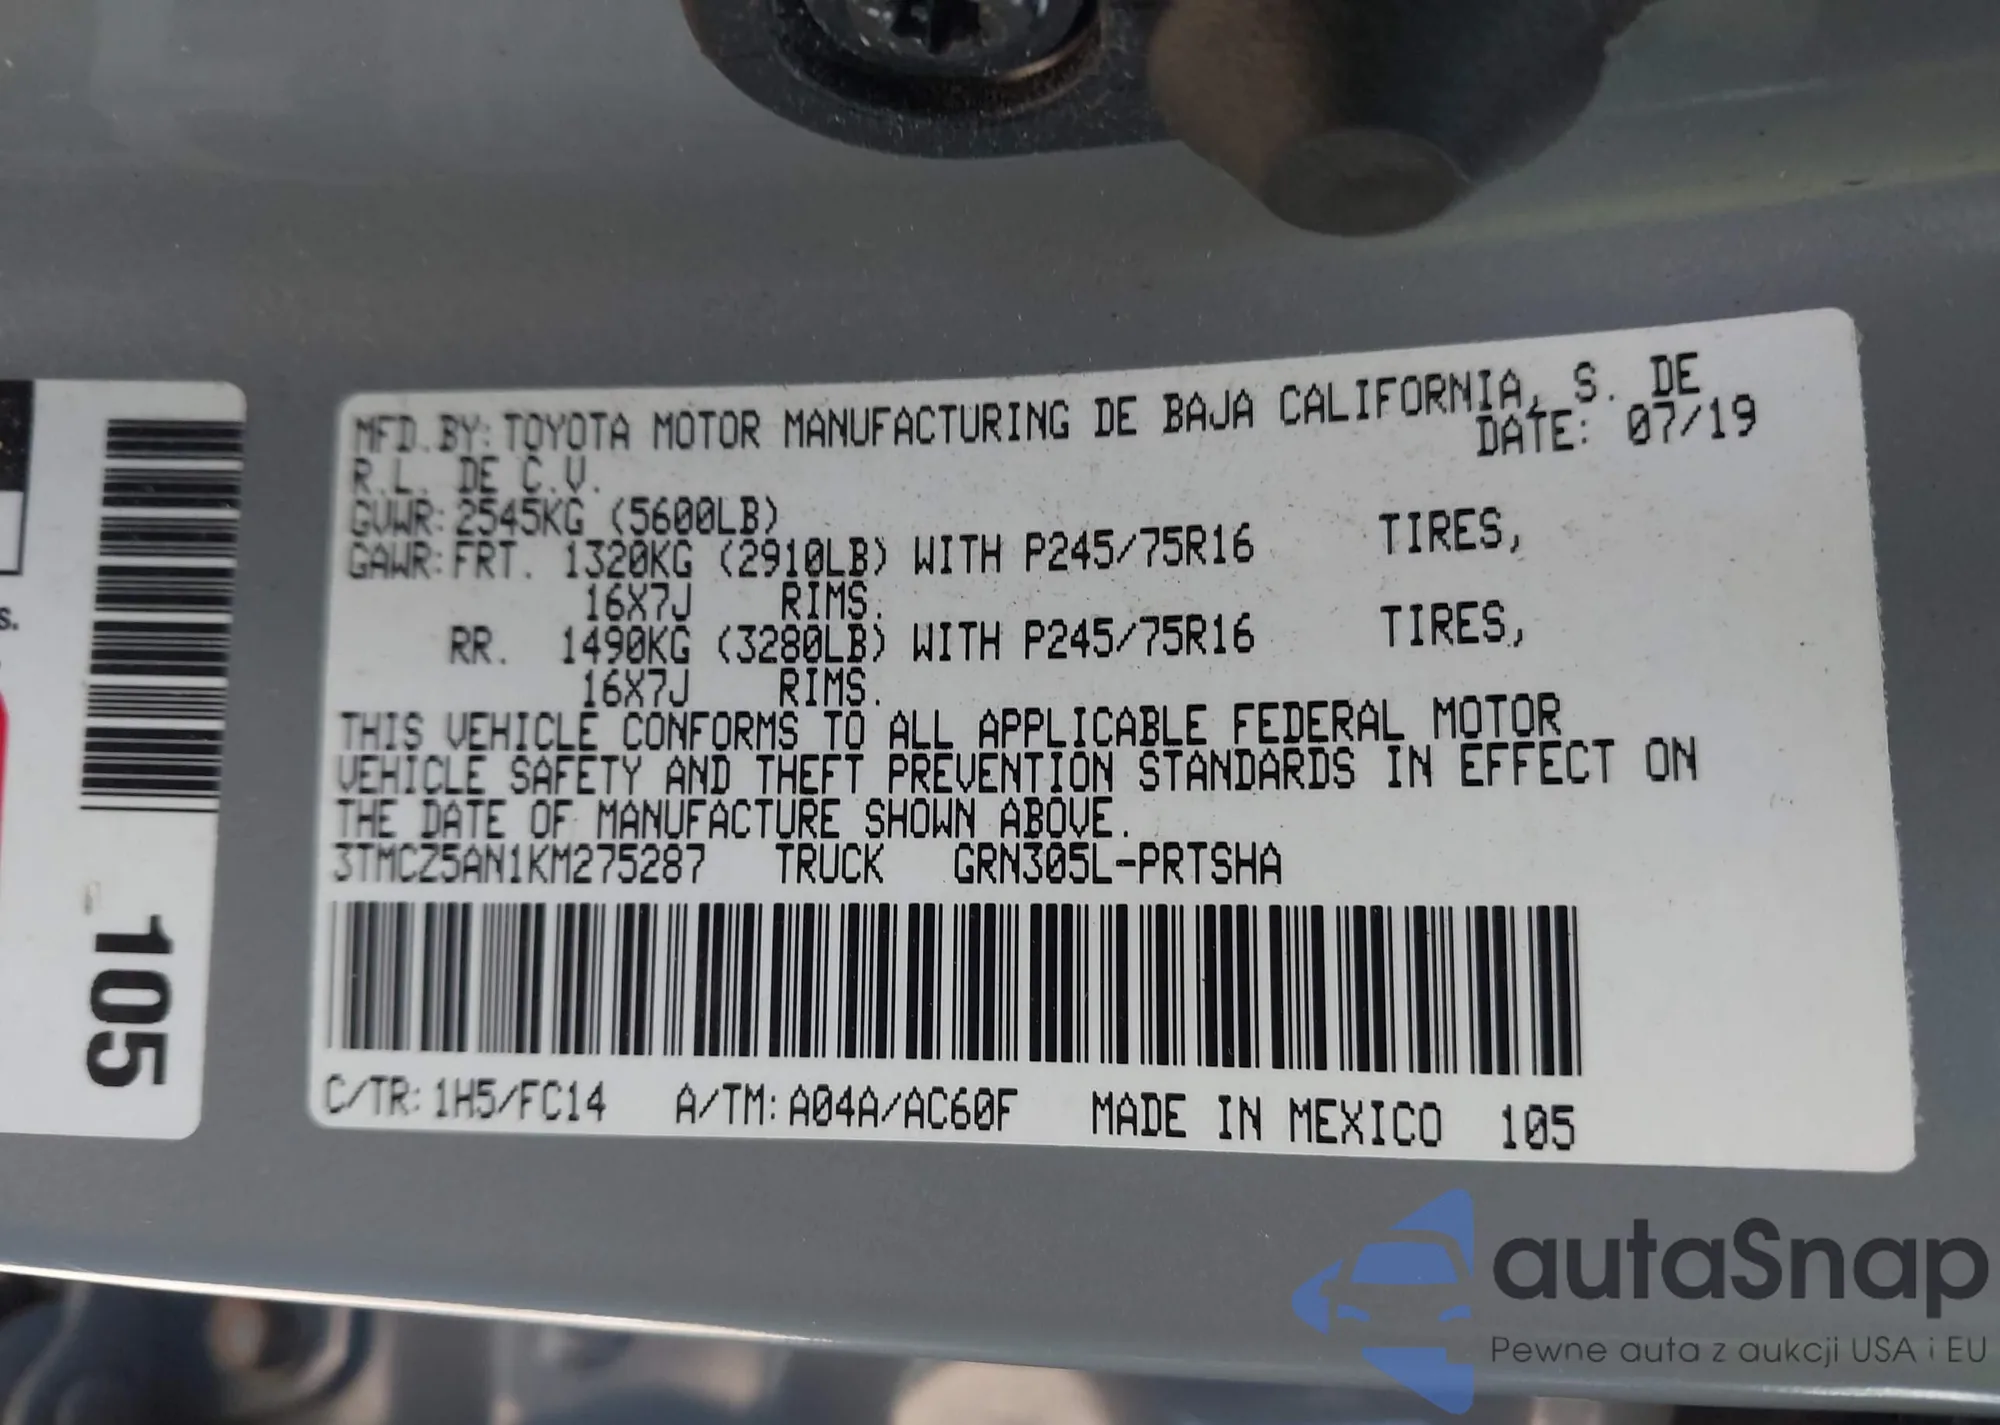 MFD. BY: TOYOTA MOTOR MANUFACTURING DE BAJA CALIFORNIA, S. DE
R.L. DE C.V.
DATE: 07/19
GVWR: 2545KG (5600LB)
GAWR: FRT. 1320KG (2910LB) WITH P245/75R16 TIRES,
16X7J RIMS.
RR. 1490KG (3280LB) WITH P245/75R16 TIRES,
16X7J RIMS.
THIS VEHICLE CONFORMS TO ALL APPLICABLE FEDERAL MOTOR
VEHICLE SAFETY AND THEFT PREVENTION STANDARDS IN EFFECT ON
THE DATE OF MANUFACTURE SHOWN ABOVE.
3TMCZ5AN1KM275287 TRUCK GRN305L-PRTSHA
C/TR: 1H5/FC14 A/TM: A04A/AC60F MADE IN MEXICO 105
105
s.
autaSnap
Pewne auta z aukcji USA i EU